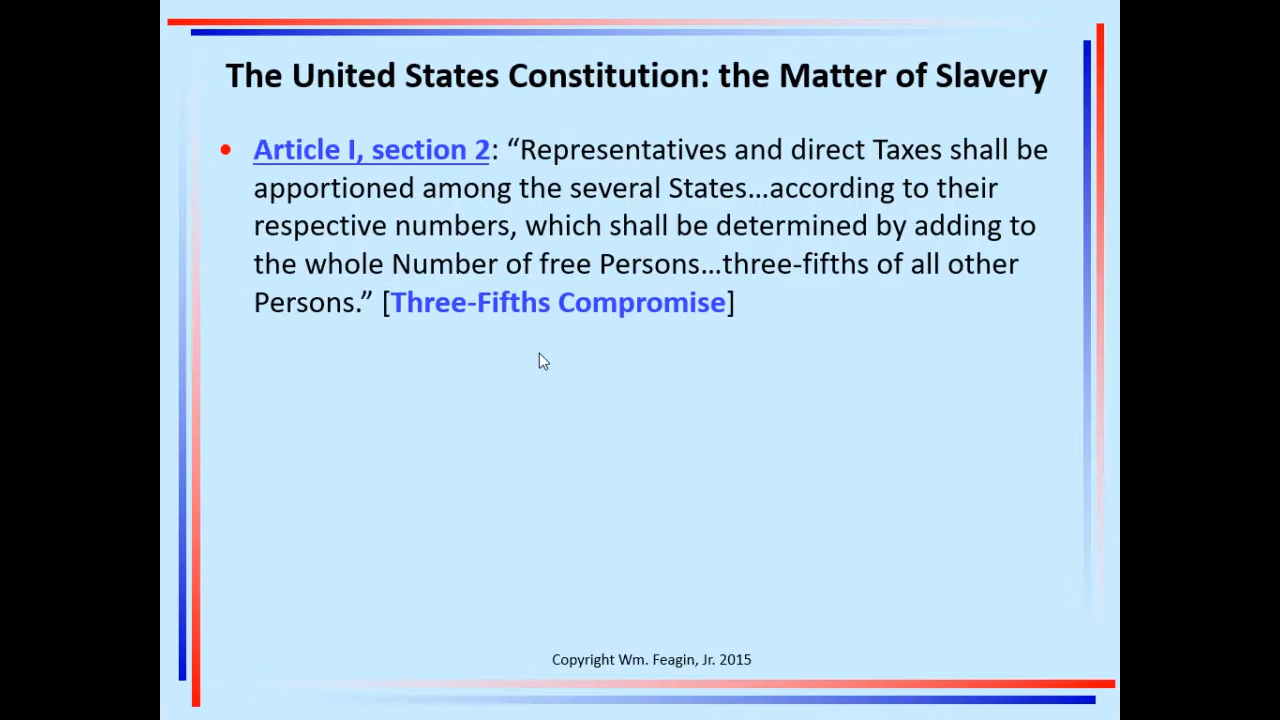 The United States Constitution: the Matter of Slavery
• Article I, section 2: “Representatives and direct Taxes shall be
apportioned among the several States…according to their
respective numbers, which shall be determined by adding to
the whole Number of free Persons…three-fifths of all other
Persons.” [Three-Fifths Compromise]
Copyright Wm. Feagin, Jr. 2015